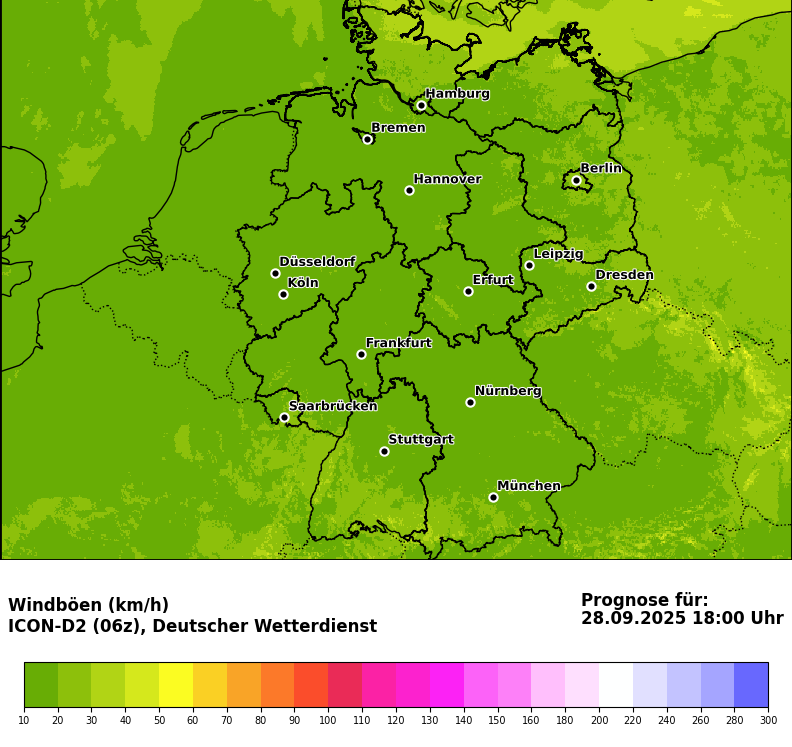 Hamburg
Bremen
Berlin
Hannover
Leipzig
Düsseldorf
Dresden
Köln
Erfurt
Frankfurt
Nürnberg
Saarbrücken
Stuttgart
München
Windböen (km/h)
ICON-D2 (06z), Deutscher Wetterdienst
Prognose für:
28.09.2025 18:00 Uhr
10 20 30 40 50 60 70 80 90 100 110 120 130 140 150 160 180 200 220 240 260 280 300